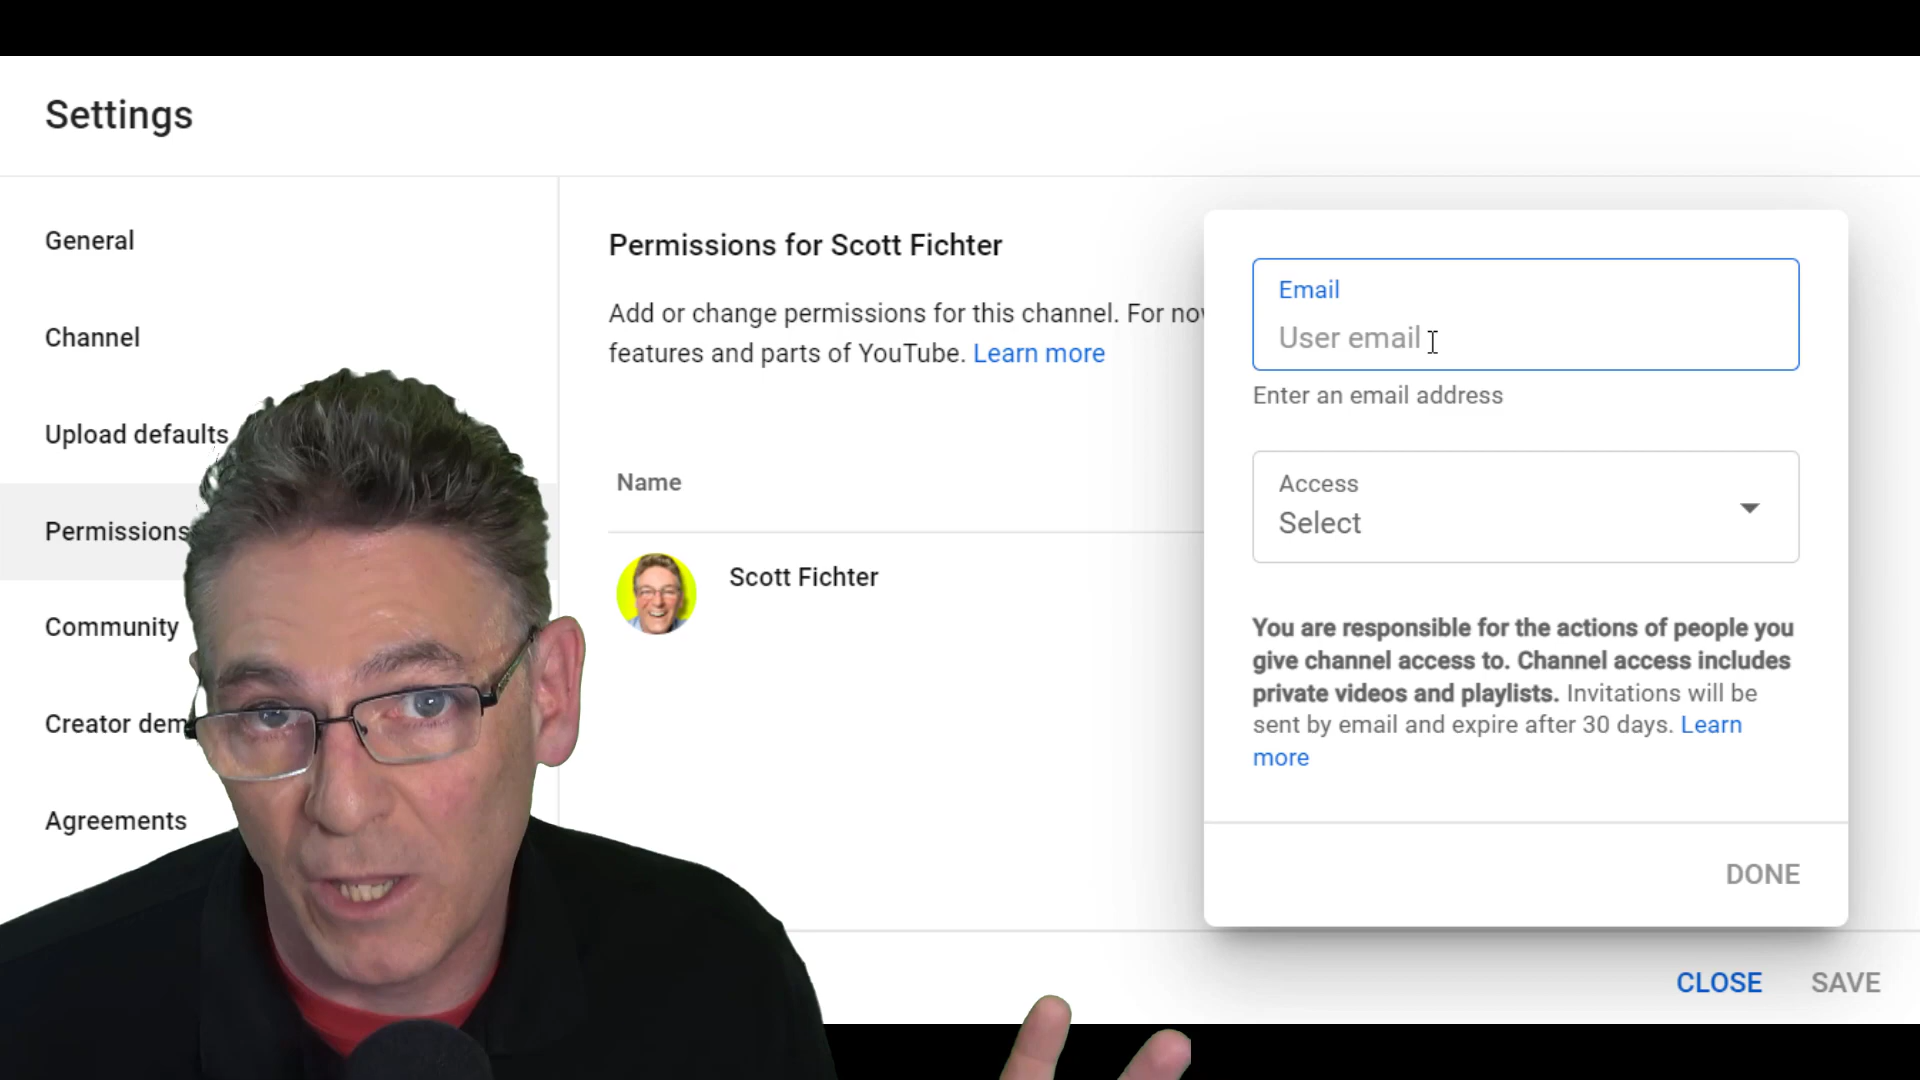 Settings
General
Channel
Upload defaults
Permissions
Community
Creator dem
Agreements
Permissions for Scott Fichter
Add or change permissions for this channel. For no
features and parts of YouTube. Learn more
Name
Scott Fichter
Email
User email
Enter an email address
Access
Select
You are responsible for the actions of people you
give channel access to. Channel access includes
private videos and playlists. Invitations will be
sent by email and expire after 30 days. Learn
more
DONE
CLOSE
SAVE